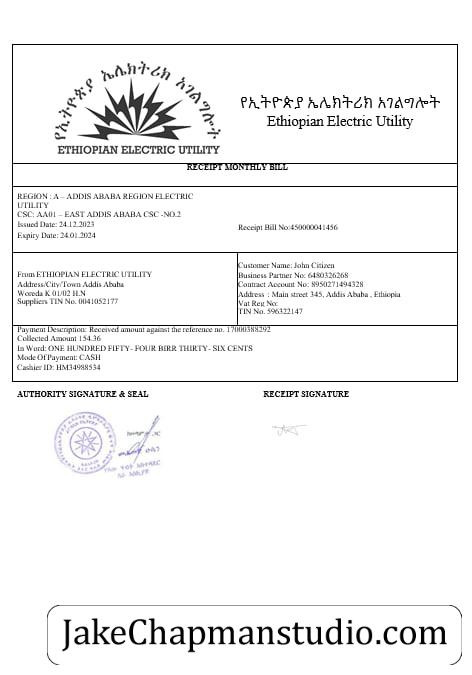 የኢትዮጵያ ኤሌክትሪክ አገልግሎት
ETHIOPIAN ELECTRIC UTILITY
የኢትዮጵያ ኤሌክትሪክ አገልግሎት
Ethiopian Electric Utility
RECEIPT MONTHLY BILL
REGION : A – ADDIS ABABA REGION ELECTRIC
UTILITY
CSC: AA01 – EAST ADDIS ABABA CSC -NO.2
Issued Date: 24.12.2023
Expiry Date: 24.01.2024
Receipt Bill No:450000041456
From ETHIOPIAN ELECTRIC UTILITY
Address/City/Town Addis Ababa
Woreda K 01/02 H.N
Suppliers TIN No. 0041052177
Customer Name: John Citizen
Business Partner No: 6480326268
Contract Account No: 8950271494328
Address : Main street 345, Addis Ababa , Ethiopia
Vat Reg No:
TIN No. 596322147
Payment Description: Received amount against the reference no. 17000388292
Collected Amount 154.36
In Word: ONE HUNDRED FIFTY- FOUR BIRR THIRTY- SIX CENTS
Mode Of Payment: CASH
Cashier ID: HM34988534
AUTHORITY SIGNATURE & SEAL
RECEIPT SIGNATURE
JakeChapmanstudio.com